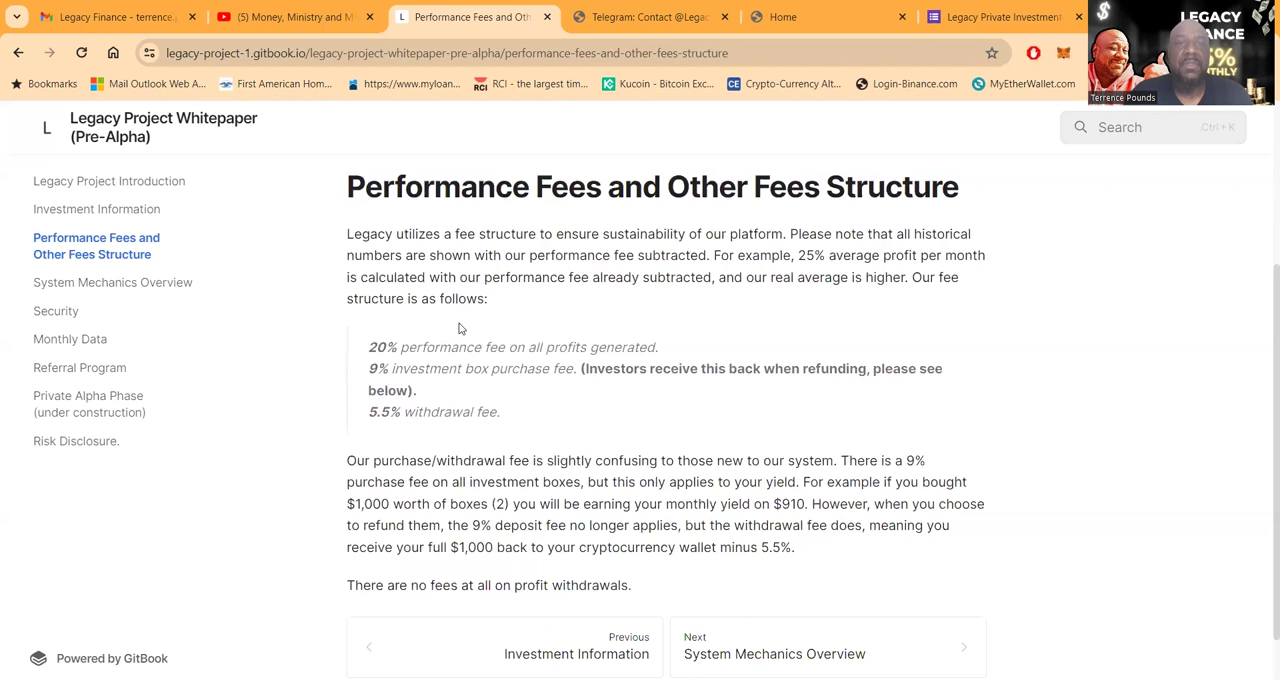 Legacy Finance - terrence.
(5) Money, Ministry and M
Performance Fees and Oth
Telegram: Contact @Legac
Home
Legacy Private Investment
legacy-project-1.gitbook.io/legacy-project-whitepaper-pre-alpha/performance-fees-and-other-fees-structure
Bookmarks
Mail Outlook Web A...
First American Hom...
https://www.myloan...
RCI
RCI - the largest tim...
Kucoin - Bitcoin Exc...
CE
Crypto-Currency Alt...
Login-Binance.com
MyEtherWallet.com
LEGACY
5%
Terrence Pounds
L
Legacy Project Whitepaper
(Pre-Alpha)
Search
Ctrl + K
Legacy Project Introduction
Investment Information
Performance Fees and
Other Fees Structure
System Mechanics Overview
Security
Monthly Data
Referral Program
Private Alpha Phase
(under construction)
Risk Disclosure.
Powered by GitBook
Performance Fees and Other Fees Structure
Legacy utilizes a fee structure to ensure sustainability of our platform. Please note that all historical
numbers are shown with our performance fee subtracted. For example, 25% average profit per month
is calculated with our performance fee already subtracted, and our real average is higher. Our fee
structure is as follows:
20% performance fee on all profits generated.
9% investment box purchase fee. (Investors receive this back when refunding, please see
below).
5.5% withdrawal fee.
Our purchase/withdrawal fee is slightly confusing to those new to our system. There is a 9%
purchase fee on all investment boxes, but this only applies to your yield. For example if you bought
$1,000 worth of boxes (2) you will be earning your monthly yield on $910. However, when you choose
to refund them, the 9% deposit fee no longer applies, but the withdrawal fee does, meaning you
receive your full $1,000 back to your cryptocurrency wallet minus 5.5%.
There are no fees at all on profit withdrawals.
Previous
Investment Information
Next
System Mechanics Overview